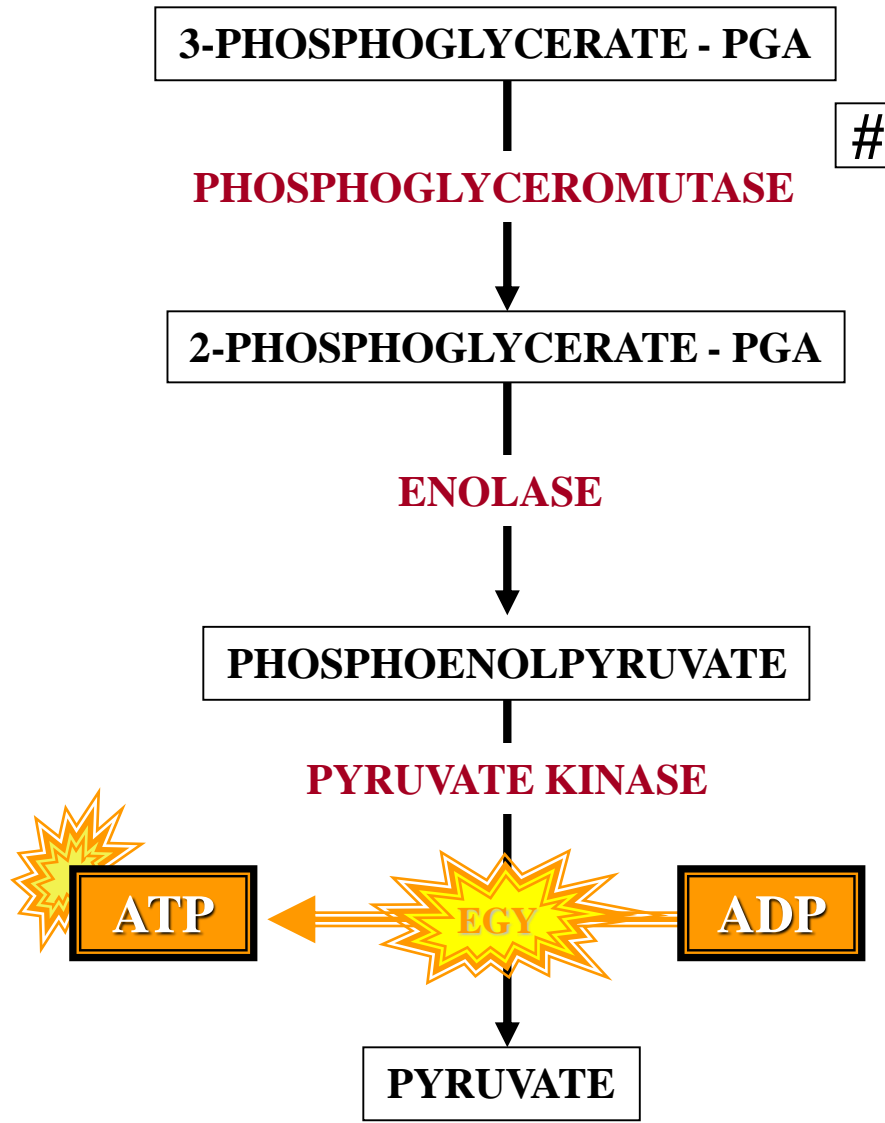 3-PHOSPHOGLYCERATE - PGA
#
PHOSPHOGLYCEROMUTASE
2-PHOSPHOGLYCERATE - PGA
ENOLASE
PHOSPHOENOLPYRUVATE
PYRUVATE KINASE
ATP EGY ADP
PYRUVATE